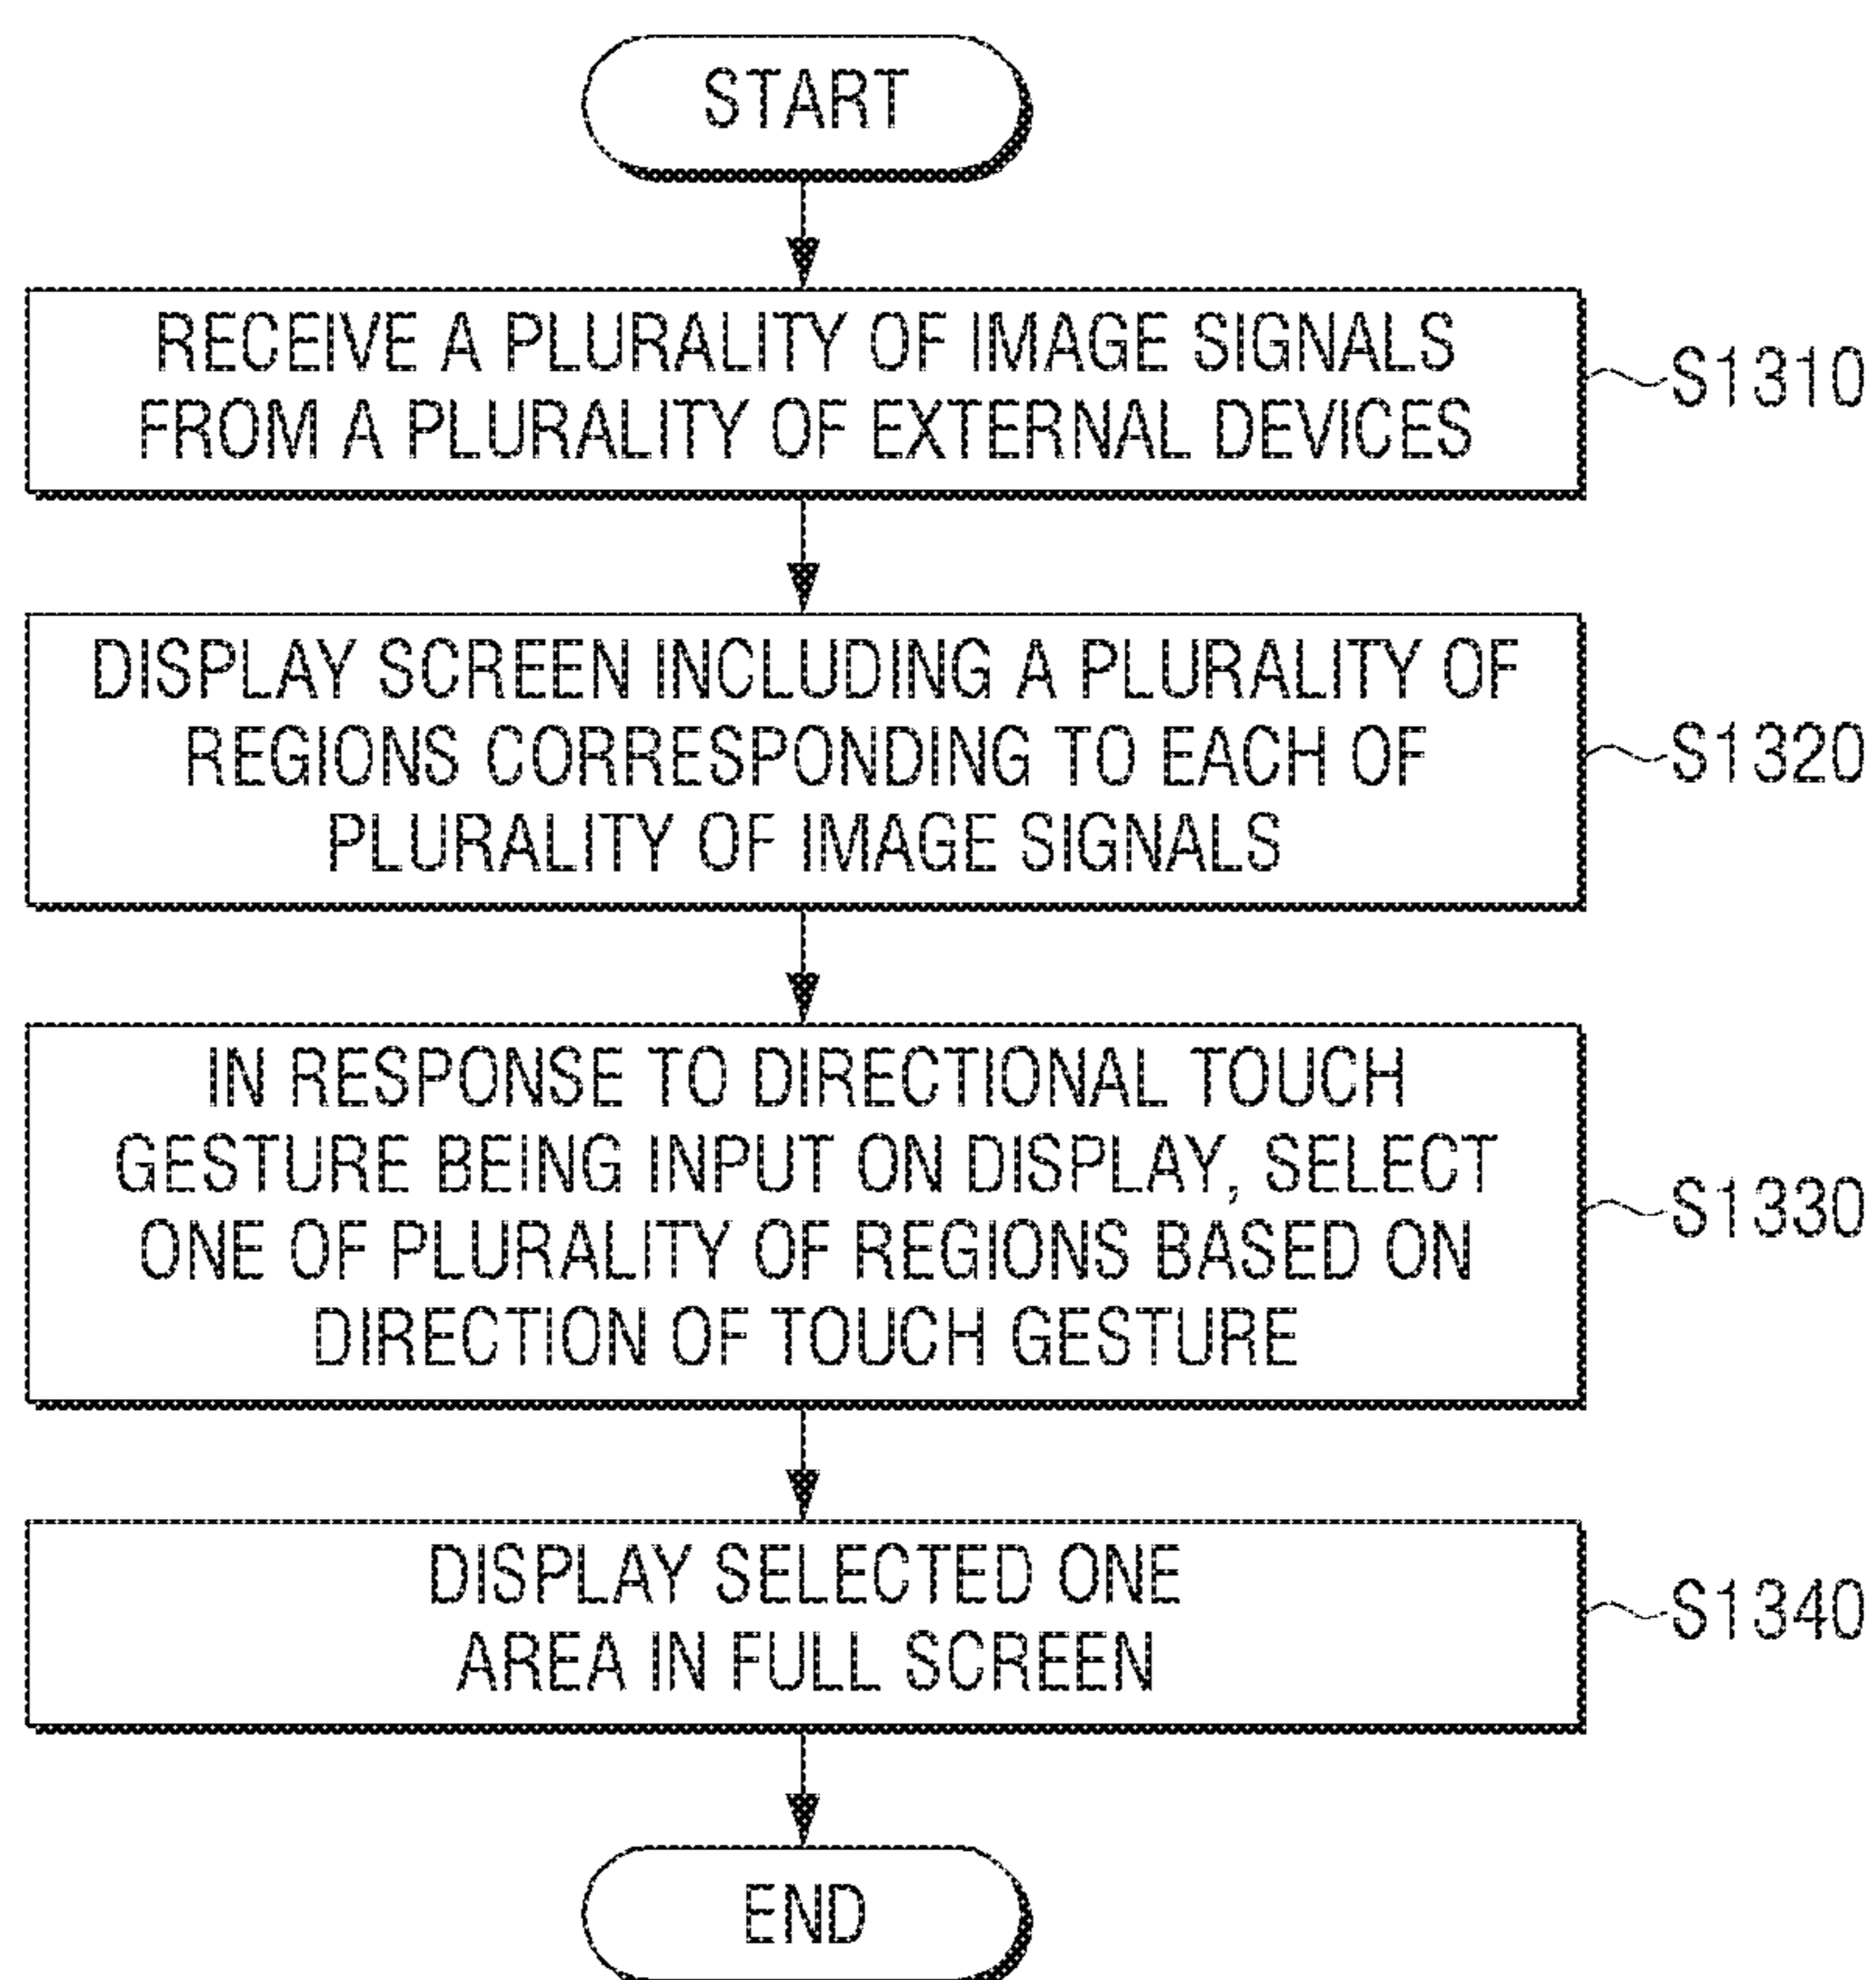 START
RECEIVE A PLURALITY OF IMAGE SIGNALS
FROM A PLURALITY OF EXTERNAL DEVICES
S1310
DISPLAY SCREEN INCLUDING A PLURALITY OF
REGIONS CORRESPONDING TO EACH OF
PLURALITY OF IMAGE SIGNALS
S1320
IN RESPONSE TO DIRECTIONAL TOUCH
GESTURE BEING INPUT ON DISPLAY, SELECT
ONE OF PLURALITY OF REGIONS BASED ON
DIRECTION OF TOUCH GESTURE
S1330
DISPLAY SELECTED ONE
AREA IN FULL SCREEN
S1340
END